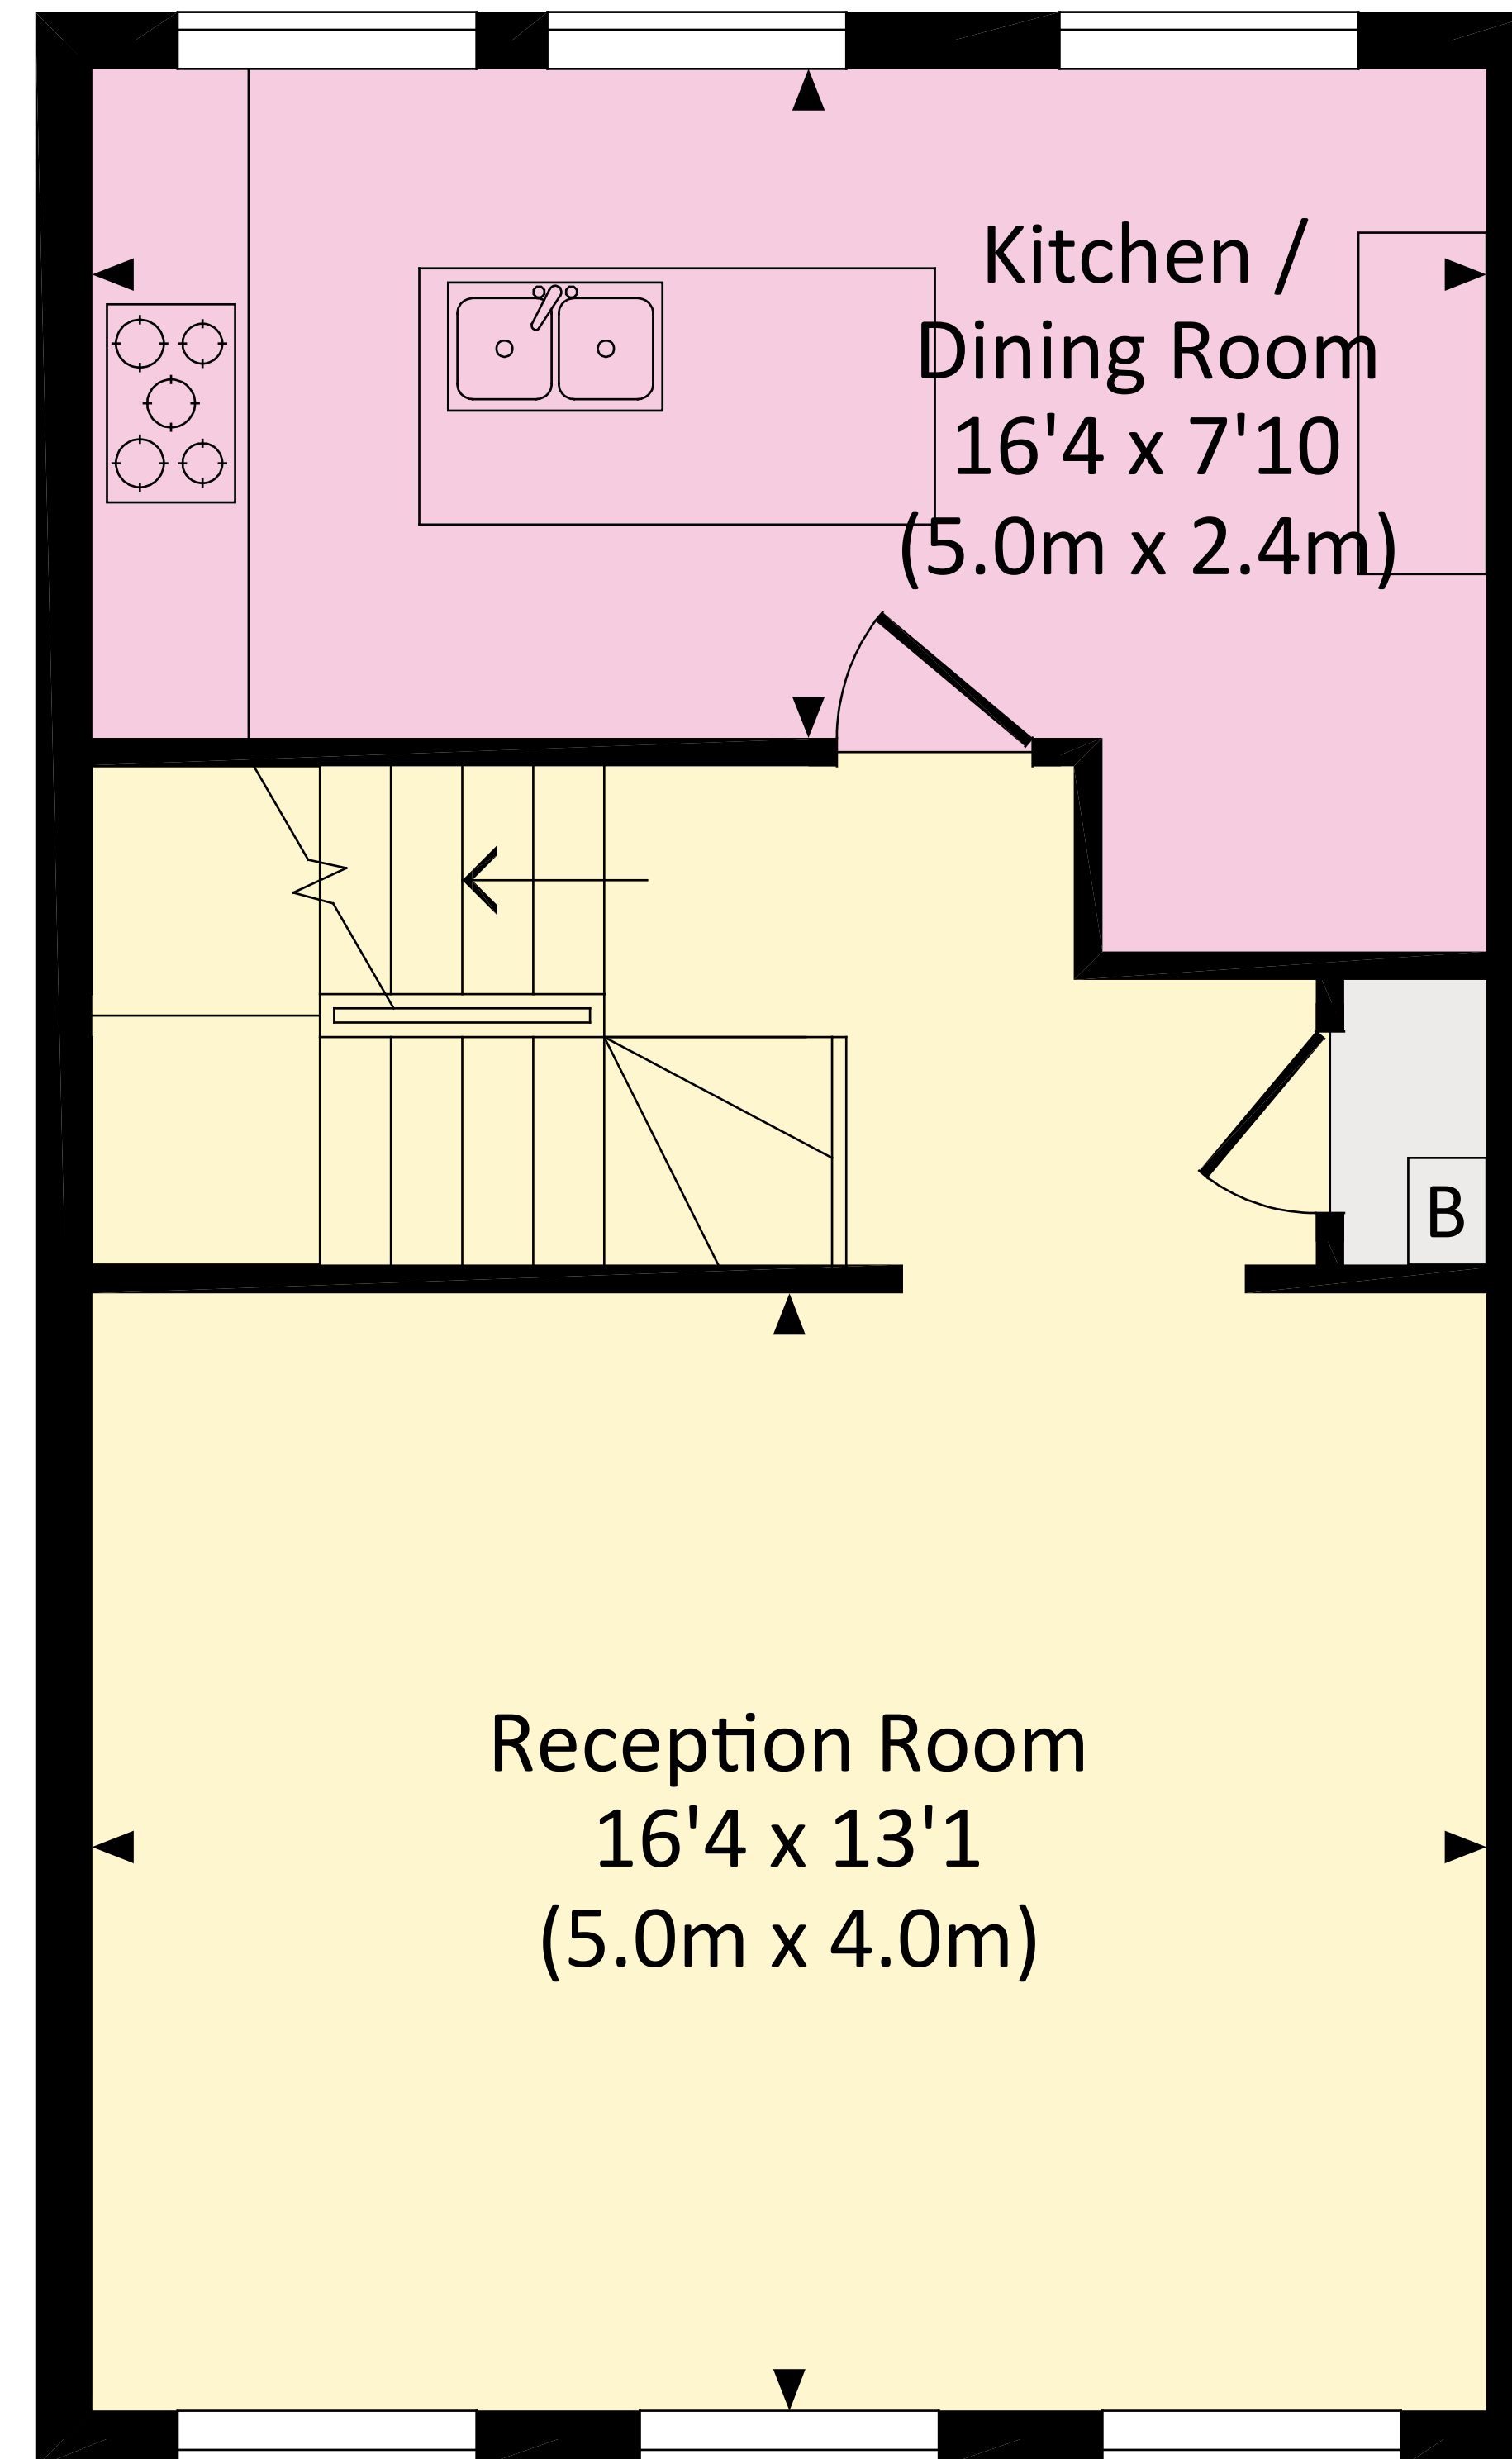 Kitchen /
Dining Room
16'4 x 7'10
(5.0m x 2.4m)
B
Reception Room
16'4 x 13'1
(5.0m x 4.0m)